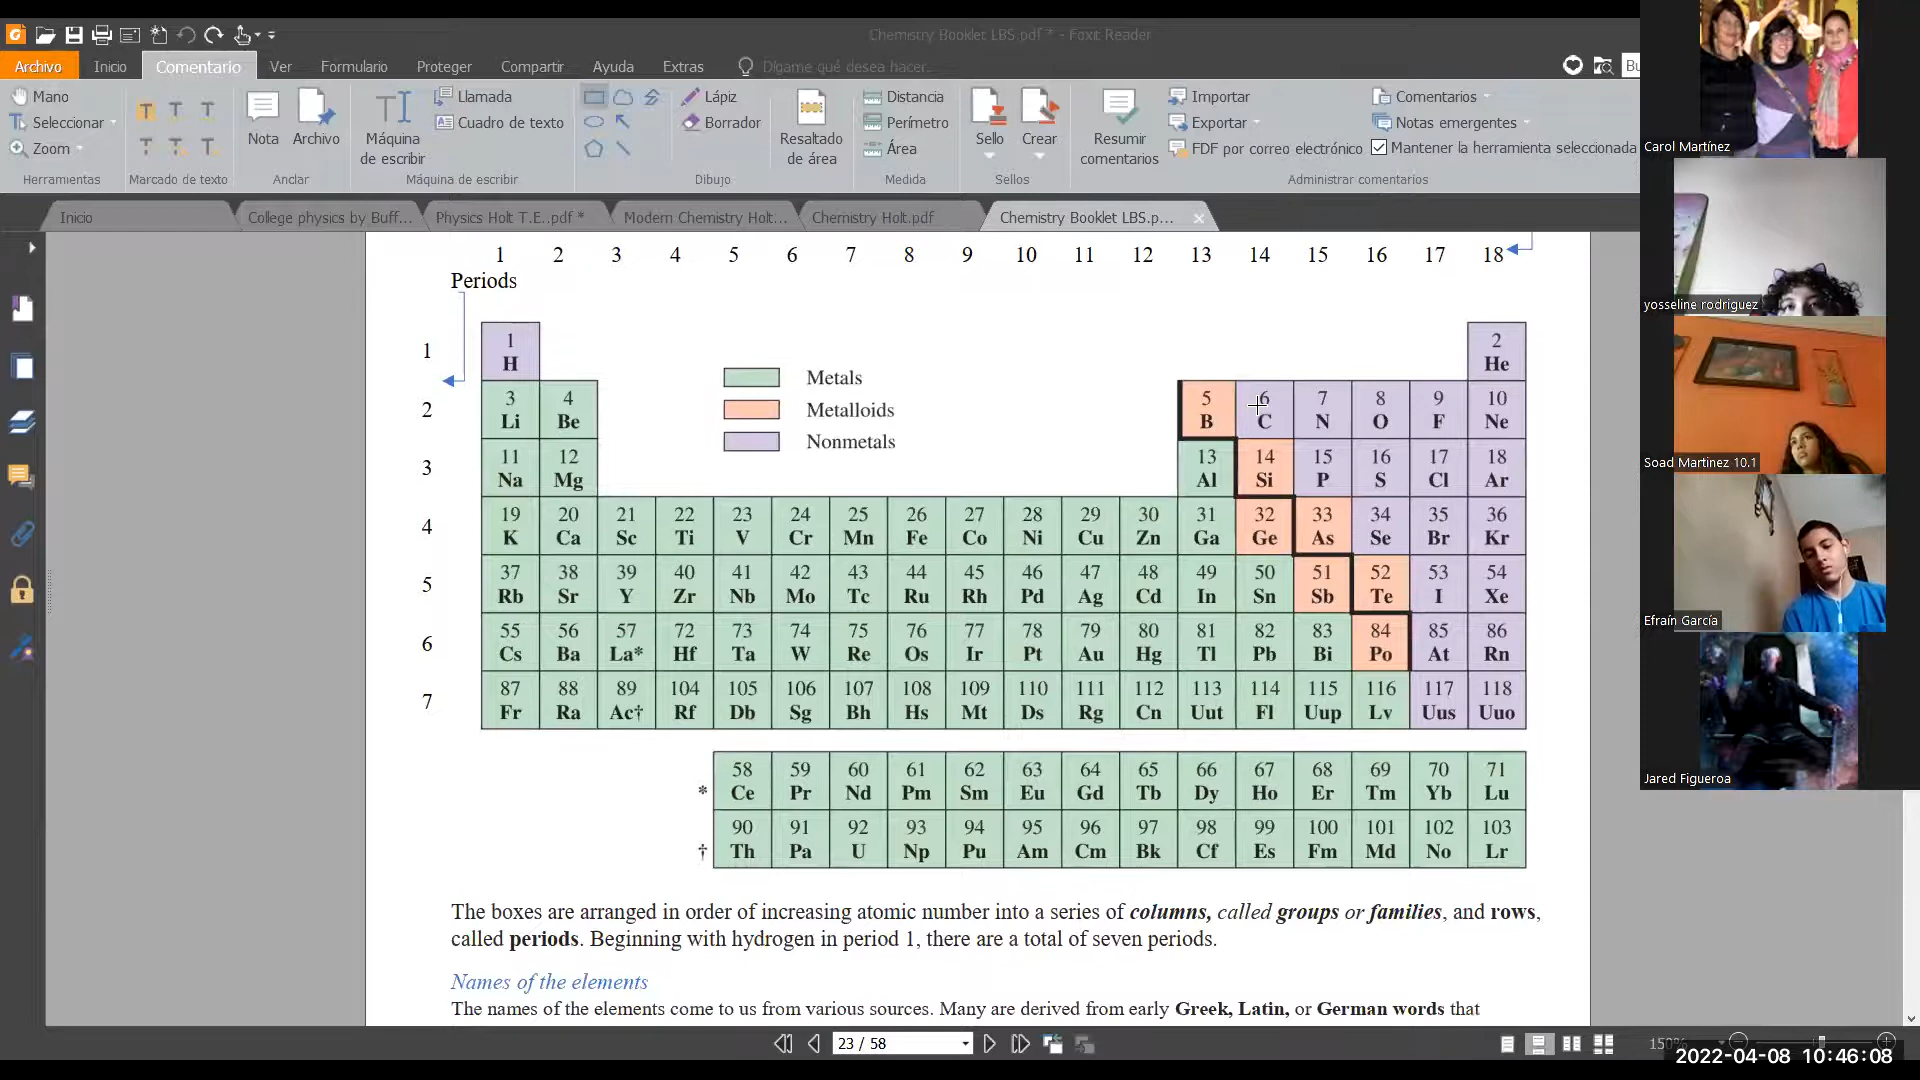 Chemistry Booklet LBS.pdf * - Foxit Reader
Archivo Inicio Comentario Ver Formulario Proteger Compartir Ayuda Extras Dígame qué desea hacer..
Mano
Seleccionar
Zoom
Herramientas
Marcado de texto
Nota
Archivo
Anclar
Máquina
de escribir
Llamada
Cuadro de texto
Máquina de escribir
Lápiz
Borrador
Dibujo
Resaltado
de área
Distancia
Perímetro
Área
Medida
Sello
Crear
Sellos
Resumir
comentarios
Importar
Exportar
FDF por correo electrónico
Comentarios
Notas emergentes
Mantener la herramienta seleccionada
Administrar comentarios
Inicio
College physics by Buff...
Physics Holt T.E..pdf *
Modern Chemistry Holt...
Chemistry Holt.pdf
Chemistry Booklet LBS.p...
1 2 3 4 5 6 7 8 9 10 11 12 13 14 15 16 17 18
Periods
1
1 2
H He
Metals
Metalloids
Nonmetals
2
3 4 5 6 7 8 9 10
Li Be B C N O F Ne
3
11 12 13 14 15 16 17 18
Na Mg Al Si P S Cl Ar
4
19 20 21 22 23 24 25 26 27 28 29 30 31 32 33 34 35 36
K Ca Sc Ti V Cr Mn Fe Co Ni Cu Zn Ga Ge As Se Br Kr
5
37 38 39 40 41 42 43 44 45 46 47 48 49 50 51 52 53 54
Rb Sr Y Zr Nb Mo Tc Ru Rh Pd Ag Cd In Sn Sb Te I Xe
6
55 56 57 72 73 74 75 76 77 78 79 80 81 82 83 84 85 86
Cs Ba La* Hf Ta W Re Os Ir Pt Au Hg Tl Pb Bi Po At Rn
7
87 88 89 104 105 106 107 108 109 110 111 112 113 114 115 116 117 118
Fr Ra Ac† Rf Db Sg Bh Hs Mt Ds Rg Cn Uut Fl Uup Lv Uus Uuo
*
58 59 60 61 62 63 64 65 66 67 68 69 70 71
Ce Pr Nd Pm Sm Eu Gd Tb Dy Ho Er Tm Yb Lu
†
90 91 92 93 94 95 96 97 98 99 100 101 102 103
Th Pa U Np Pu Am Cm Bk Cf Es Fm Md No Lr
The boxes are arranged in order of increasing atomic number into a series of columns, called groups or families, and rows,
called periods. Beginning with hydrogen in period 1, there are a total of seven periods.
Names of the elements
The names of the elements come to us from various sources. Many are derived from early Greek, Latin, or German words that
23 / 58
2022-04-08 10:46:08
Carol Martínez
yosseline rodriguez
Soad Martinez 10.1
Efraín García
Jared Figueroa